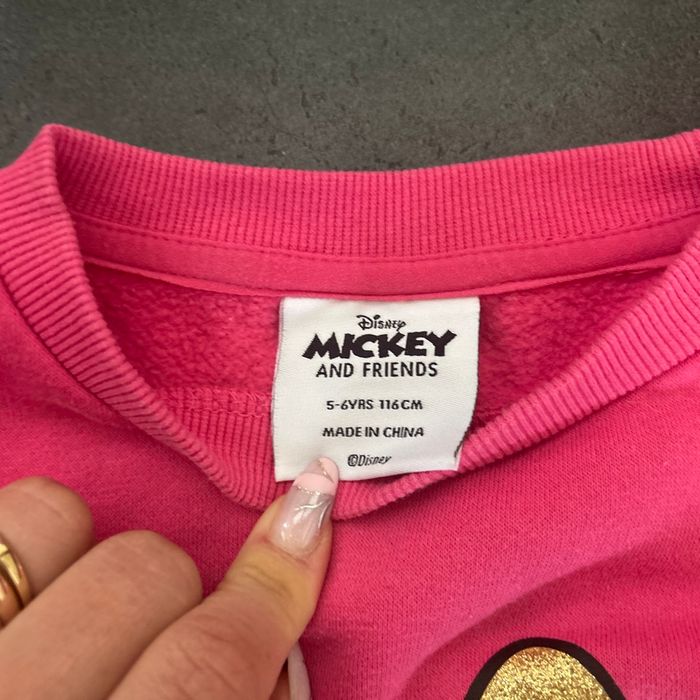 Disney
MICKEY
AND FRIENDS
5-6YRS 116CM
MADE IN CHINA
©Disney